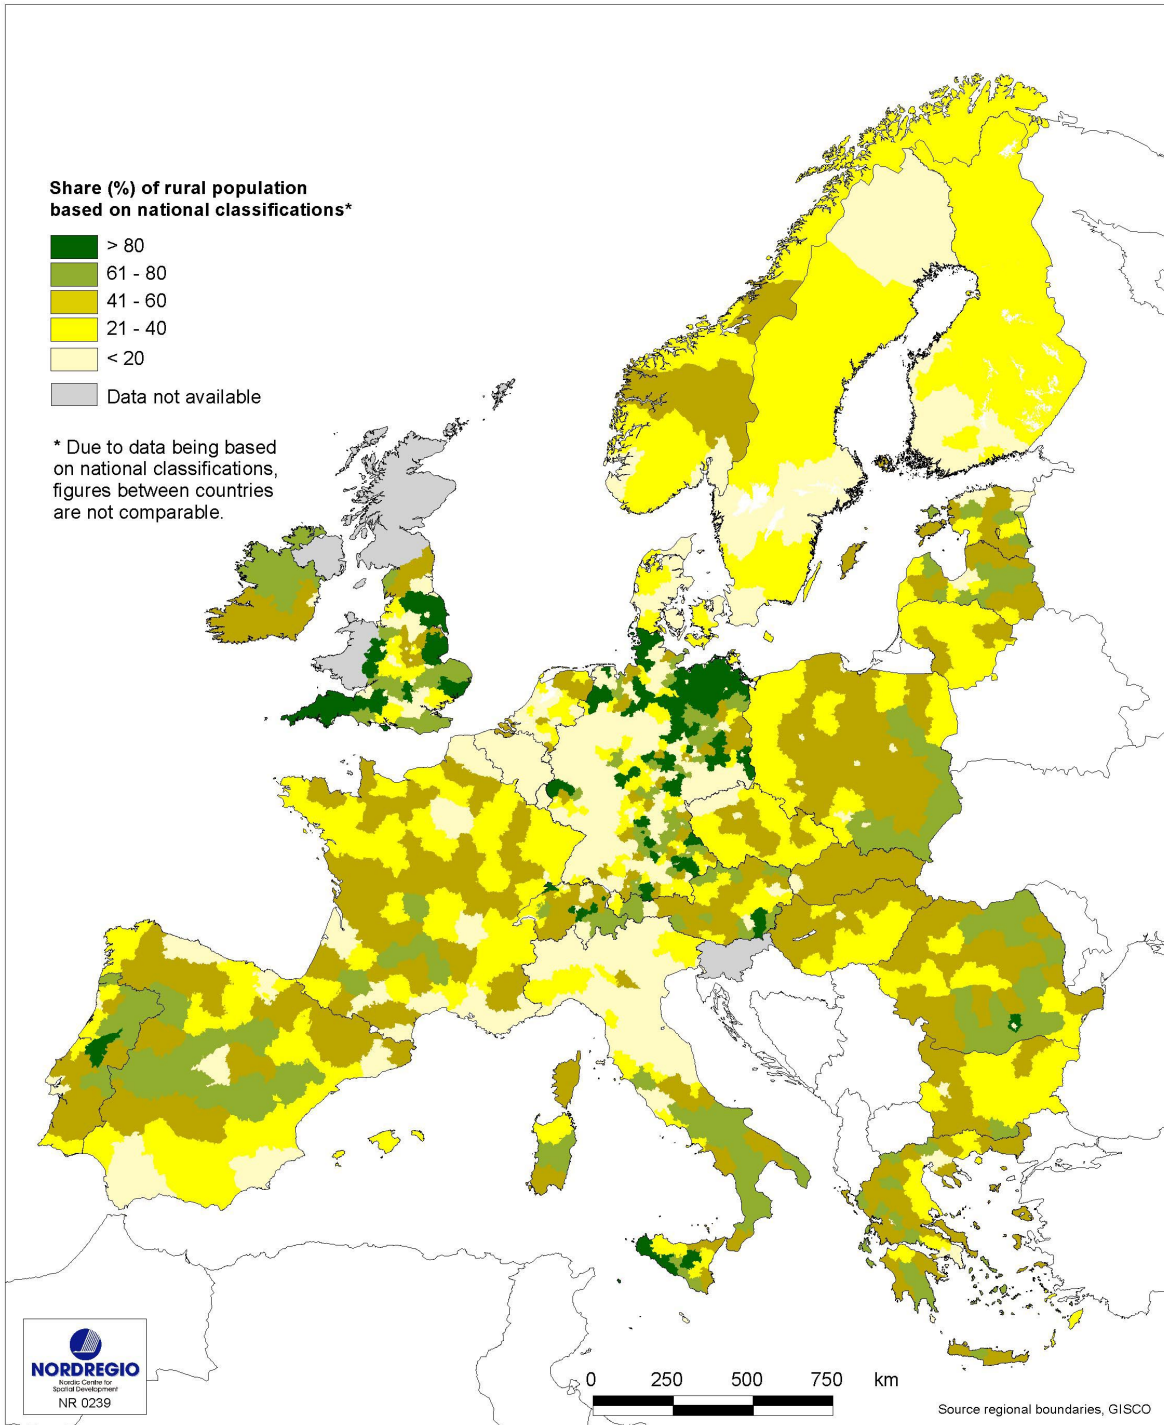 Share (%) of rural population
based on national classifications*
> 80
61 - 80
41 - 60
21 - 40
< 20
Data not available
* Due to data being based
on national classifications,
figures between countries
are not comparable.
NORDREGIO
Nordic Centre for
Spatial Development
NR 0239
0 250 500 750 km
Source regional boundaries, GISCO